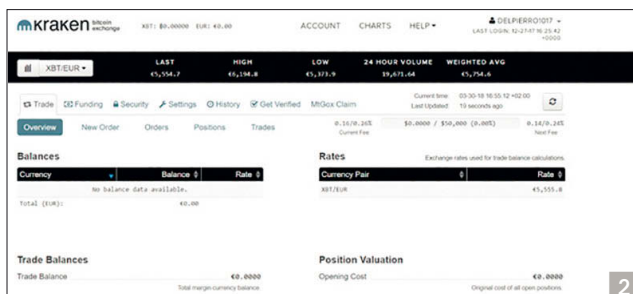 Kraken bitcoin exchange XBT: ฿0.00000 EUR: €0.00 ACCOUNT CHARTS HELP DELPIERRO1017
LAST LOGIN: 12-27-17 16:25:42 +0000
XBT/EUR LAST HIGH LOW 24 HOUR VOLUME WEIGHTED AVG
€5,554.7 €6,194.8 €5,373.9 19,671.64 €5,754.6
Trade Funding Security Settings History Get Verified MtGox Claim
Current time: 03-30-18 16:55:12 +02:00
Last Updated: 19 seconds ago
Overview New Order Orders Positions Trades
0.16/0.26% $0.0000 / $50,000 (0.00%) 0.14/0.24%
Current Fee Next Fee
Balances
Currency Balance Rate
No balance data available.
Total (EUR): €0.00
Rates Exchange rates used for trade balance calculations.
Currency Pair Rate
XBT/EUR €5,555.0
Trade Balances
Trade Balance €0.0000
Total margin currency balance.
Position Valuation
Opening Cost €0.0000
Original cost of all open positions.
2